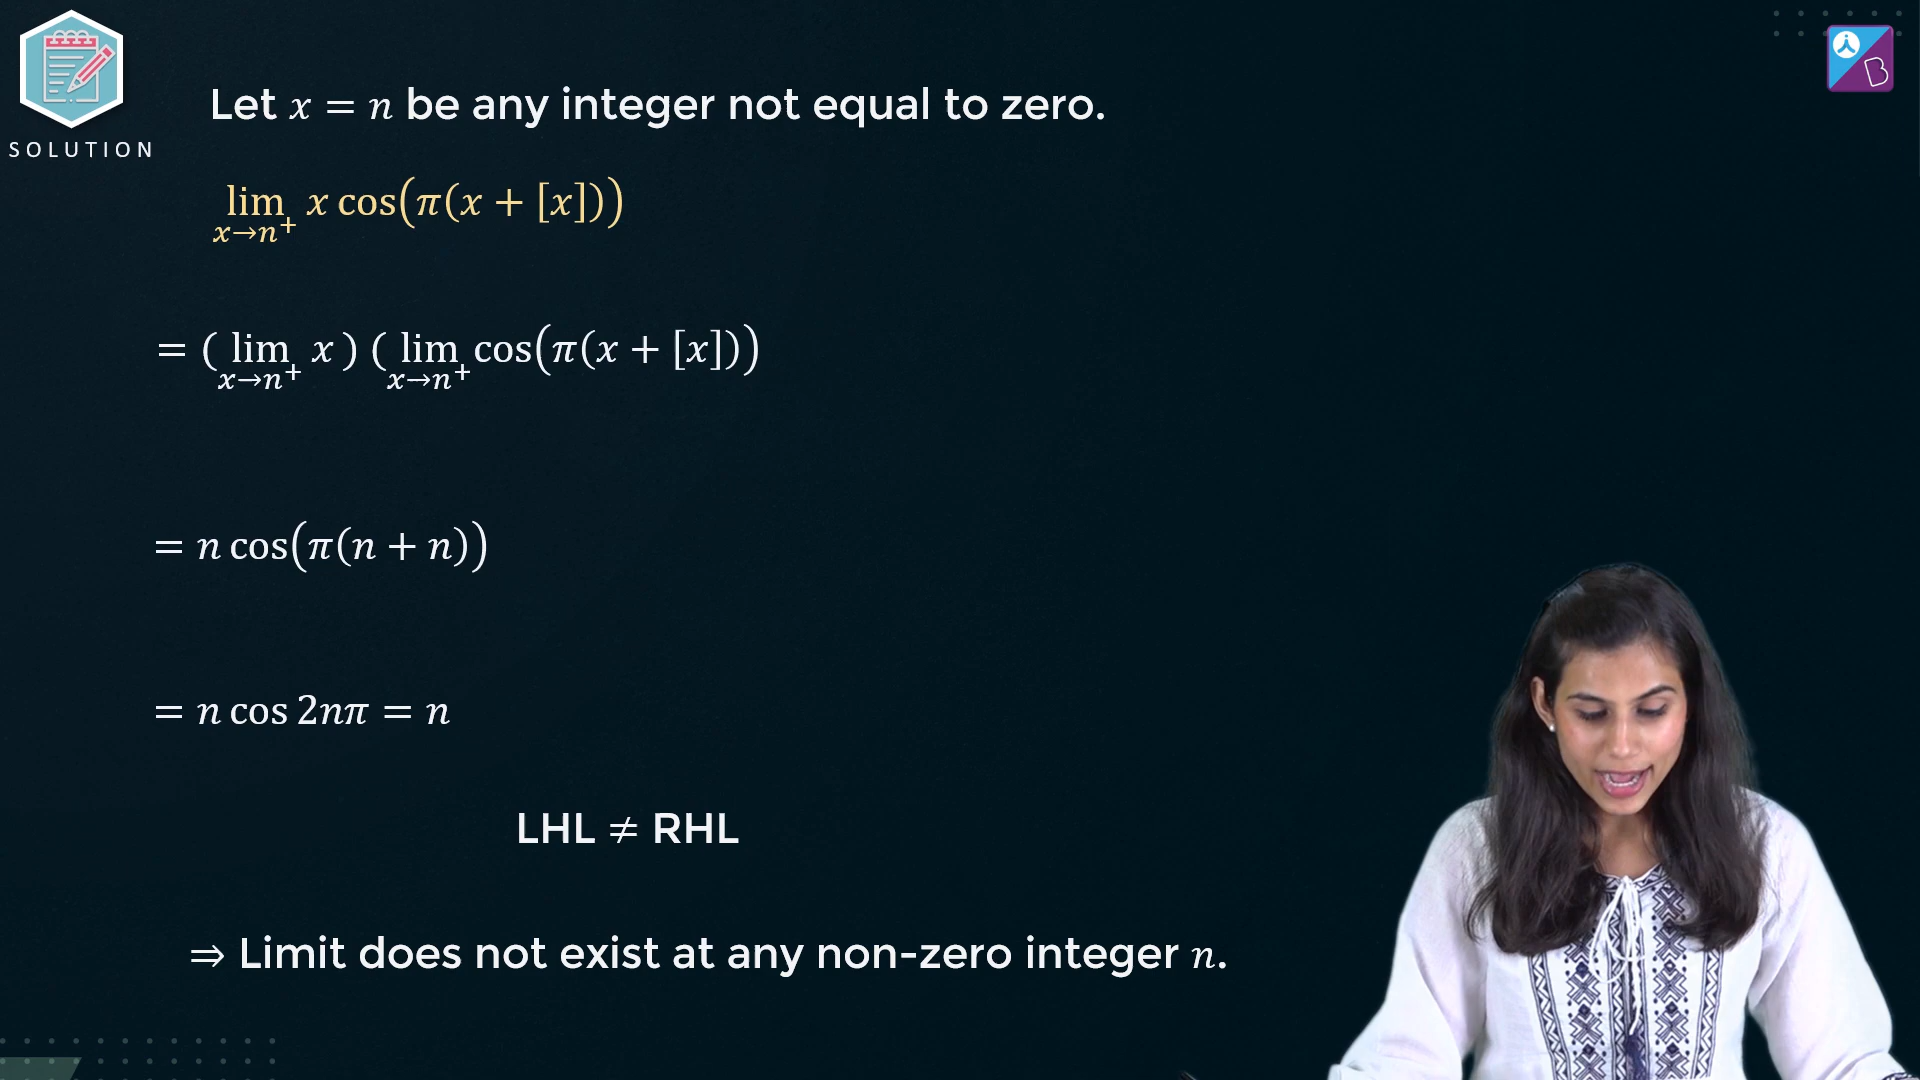 SOLUTION
Let x = n be any integer not equal to zero.
lim x→n⁺ x cos(π(x + [x]))
= ( lim x→n⁺ x ) ( lim x→n⁺ cos(π(x + [x]))
= n cos(π(n + n))
= n cos 2nπ = n
LHL ≠ RHL
⇒ Limit does not exist at any non-zero integer n.
B